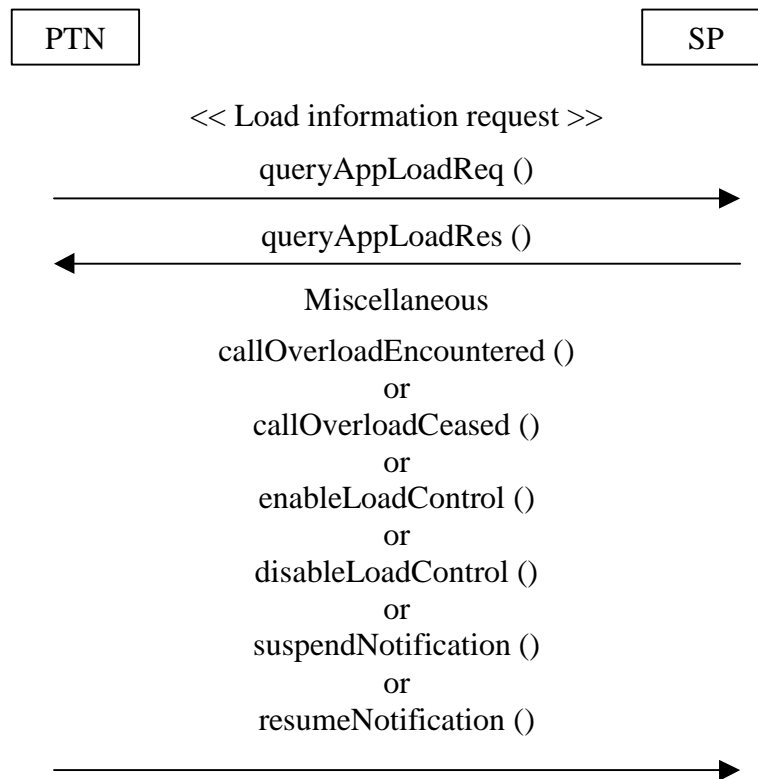 PTN
SP
<< Load information request >>
queryAppLoadReq ()
queryAppLoadRes ()
Miscellaneous
callOverloadEncountered ()
or
callOverloadCeased ()
or
enableLoadControl ()
or
disableLoadControl ()
or
suspendNotification ()
or
resumeNotification ()